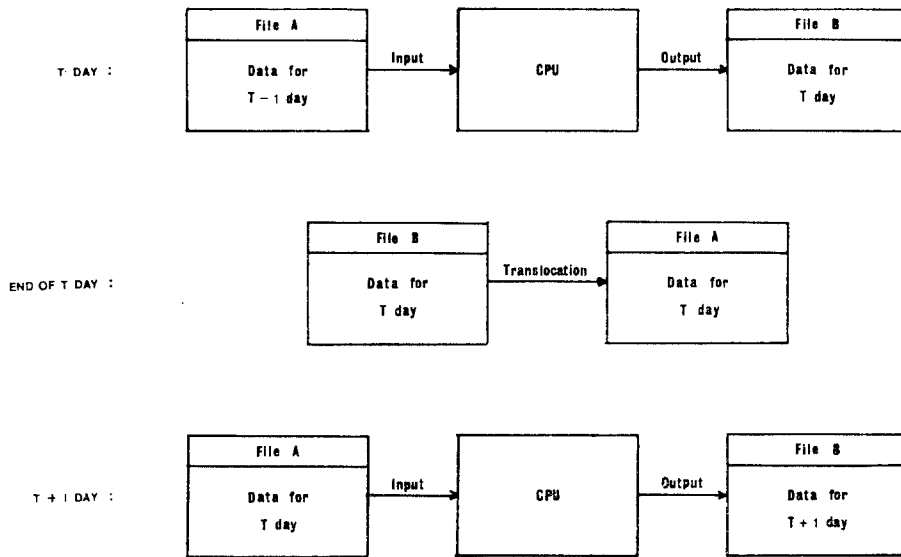 File A
File B
T DAY :
Data for
T - 1 day
Input
CPU
Output
Data for
T day
File B
File A
END OF T DAY :
Data for
T day
Translocation
Data for
T day
File A
File B
T + 1 DAY :
Data for
T day
Input
CPU
Output
Data for
T + 1 day